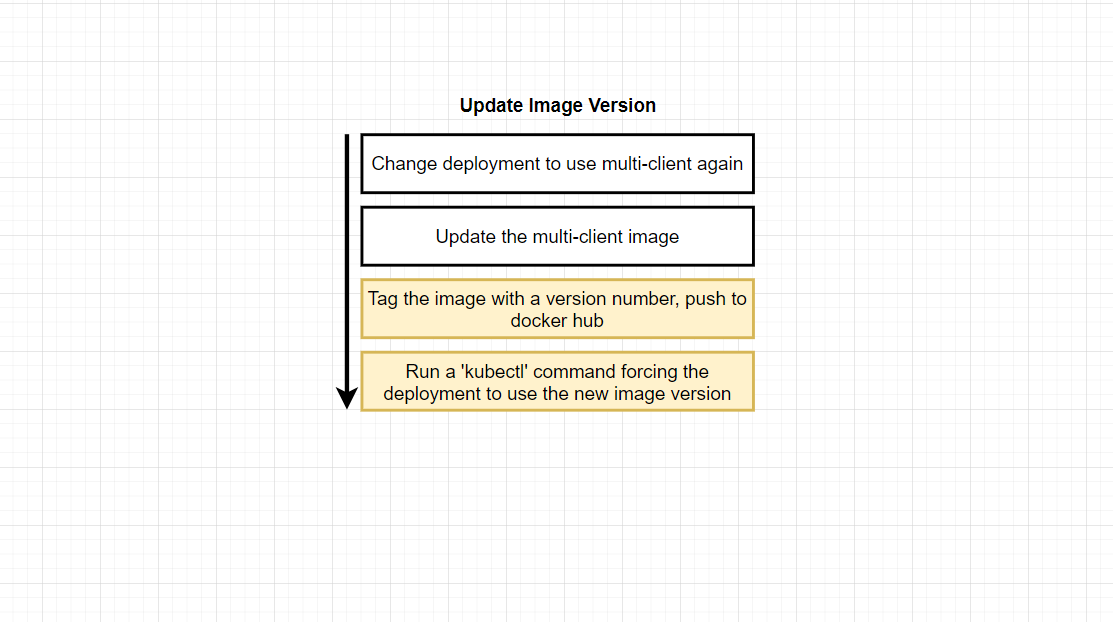 Update Image Version
Change deployment to use multi-client again
Update the multi-client image
Tag the image with a version number, push to
docker hub
Run a 'kubectl' command forcing the
deployment to use the new image version